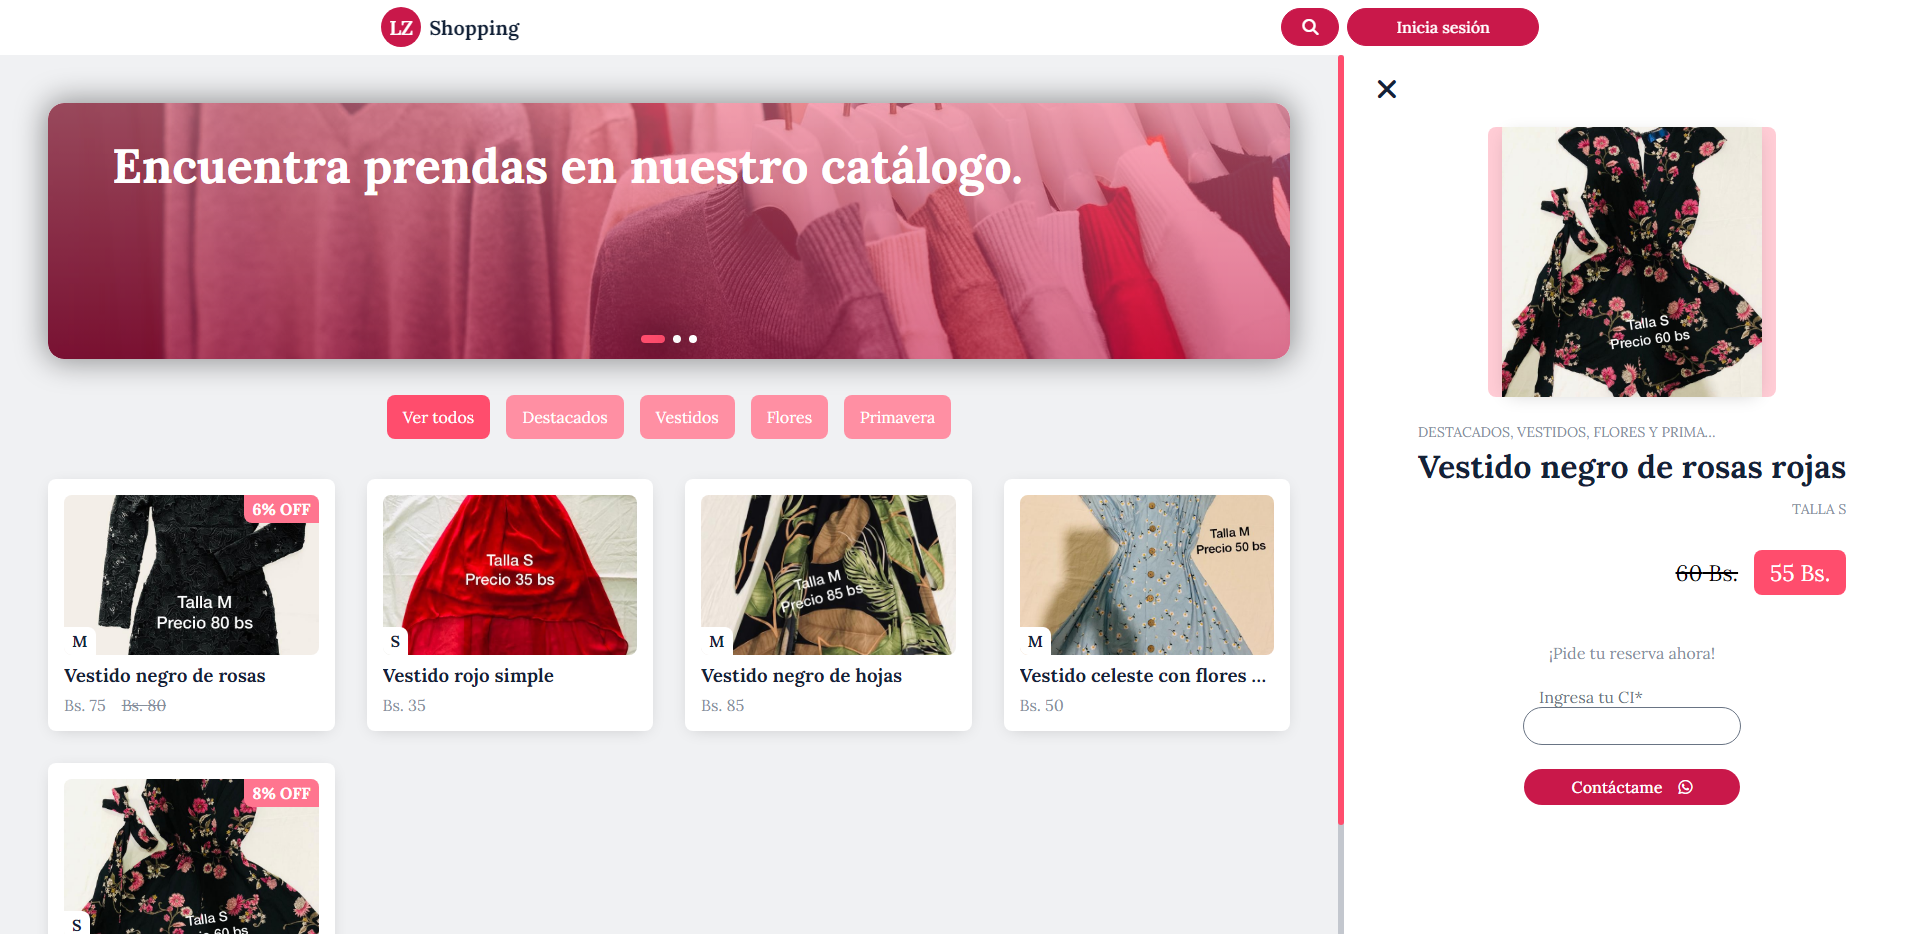 LZ Shopping
Inicia sesión
Encuentra prendas en nuestro catálogo.
Ver todos
Destacados
Vestidos
Flores
Primavera
6% OFF
Talla M
Precio 80 bs
M
Vestido negro de rosas
Bs. 75 Bs. 80
Talla S
Precio 35 bs
S
Vestido rojo simple
Bs. 35
Talla M
Precio 85 bs
M
Vestido negro de hojas
Bs. 85
Talla M
Precio 50 bs
M
Vestido celeste con flores ...
Bs. 50
8% OFF
Talla S
cio 60 bs
S
Talla S
Precio 60 bs
DESTACADOS, VESTIDOS, FLORES Y PRIMA...
Vestido negro de rosas rojas
TALLA S
60 Bs. 55 Bs.
¡Pide tu reserva ahora!
Ingresa tu CI*
Contáctame